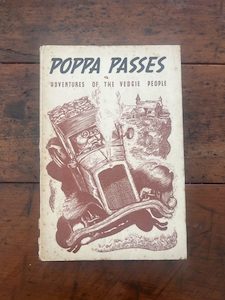 POPPA PASSES
ADVENTURES OF THE VEGGIE PEOPLE